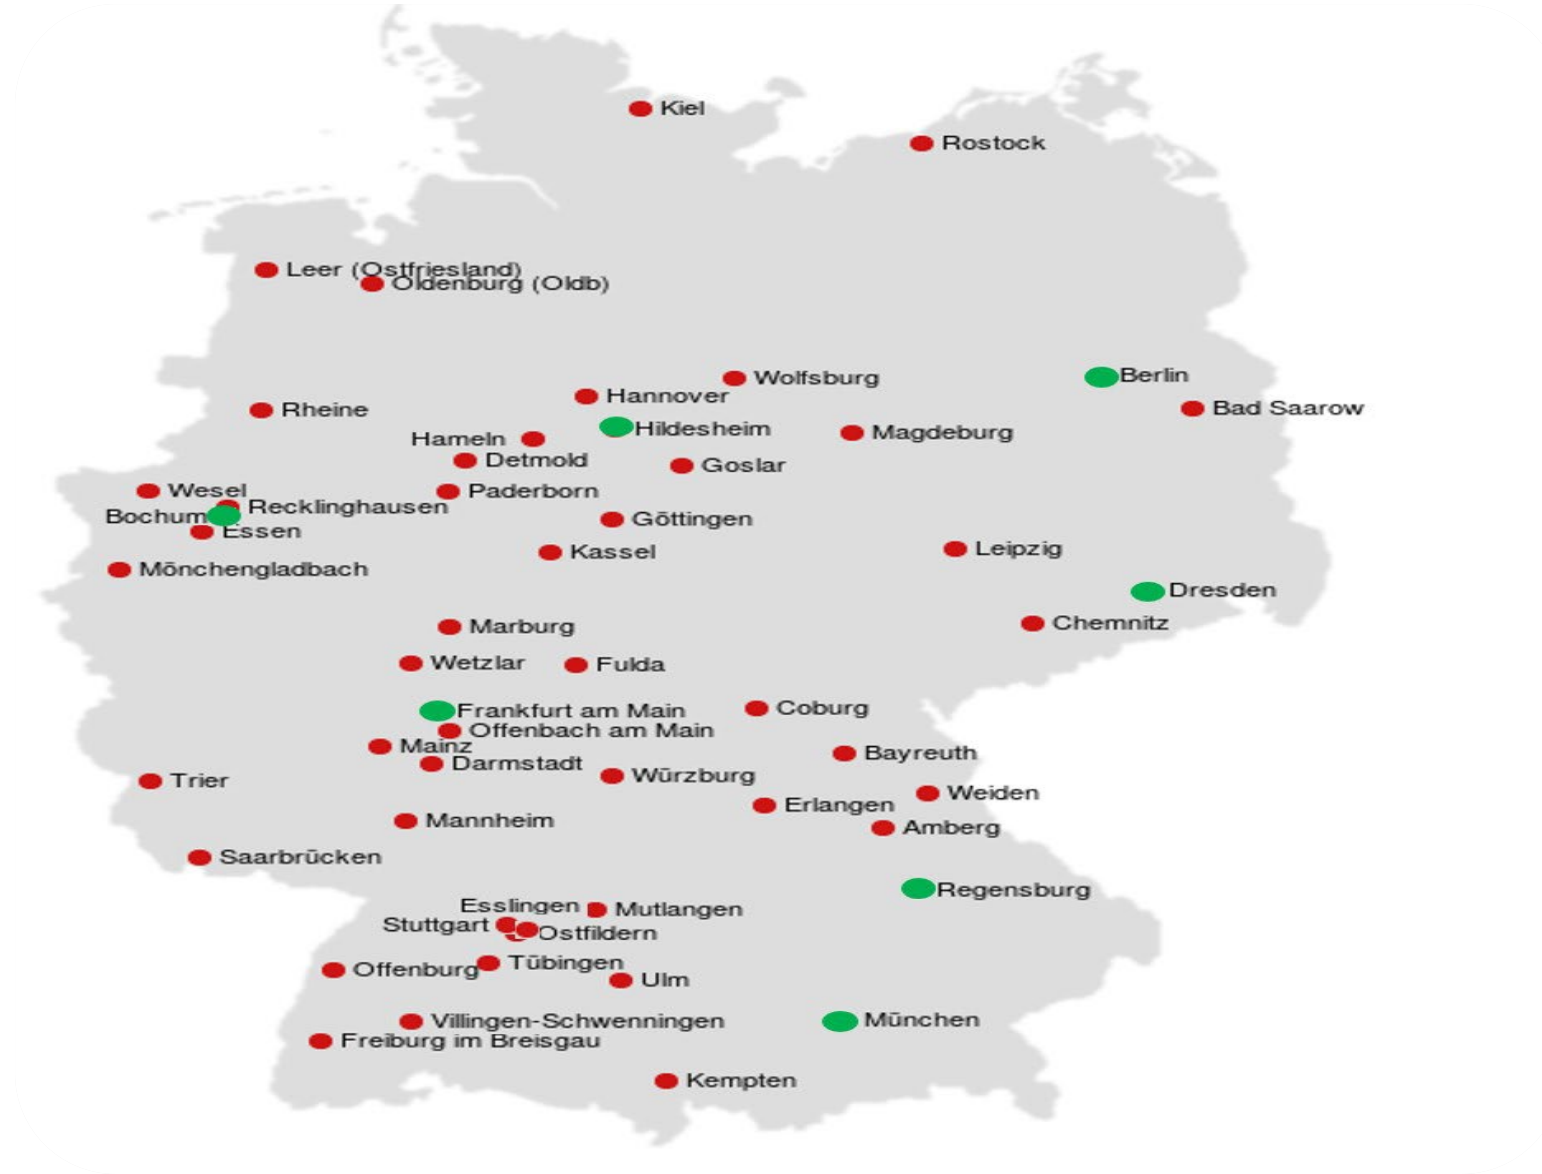 Kiel
Rostock
Leer (Ostfriesland)
Oldenburg (Oldb)
Berlin
Wolfsburg
Hannover
Bad Saarow
Rheine
Hildesheim
Magdeburg
Hameln
Detmold
Goslar
Wesel
Paderborn
Recklinghausen
Bochum
Göttingen
Essen
Leipzig
Kassel
Mönchengladbach
Dresden
Chemnitz
Marburg
Wetzlar
Fulda
Coburg
Frankfurt am Main
Offenbach am Main
Mainz
Bayreuth
Darmstadt
Würzburg
Trier
Weiden
Erlangen
Mannheim
Amberg
Saarbrücken
Regensburg
Esslingen
Mutlangen
Stuttgart
Ostfildern
Tübingen
Offenburg
Ulm
München
Villingen-Schwenningen
Freiburg im Breisgau
Kempten